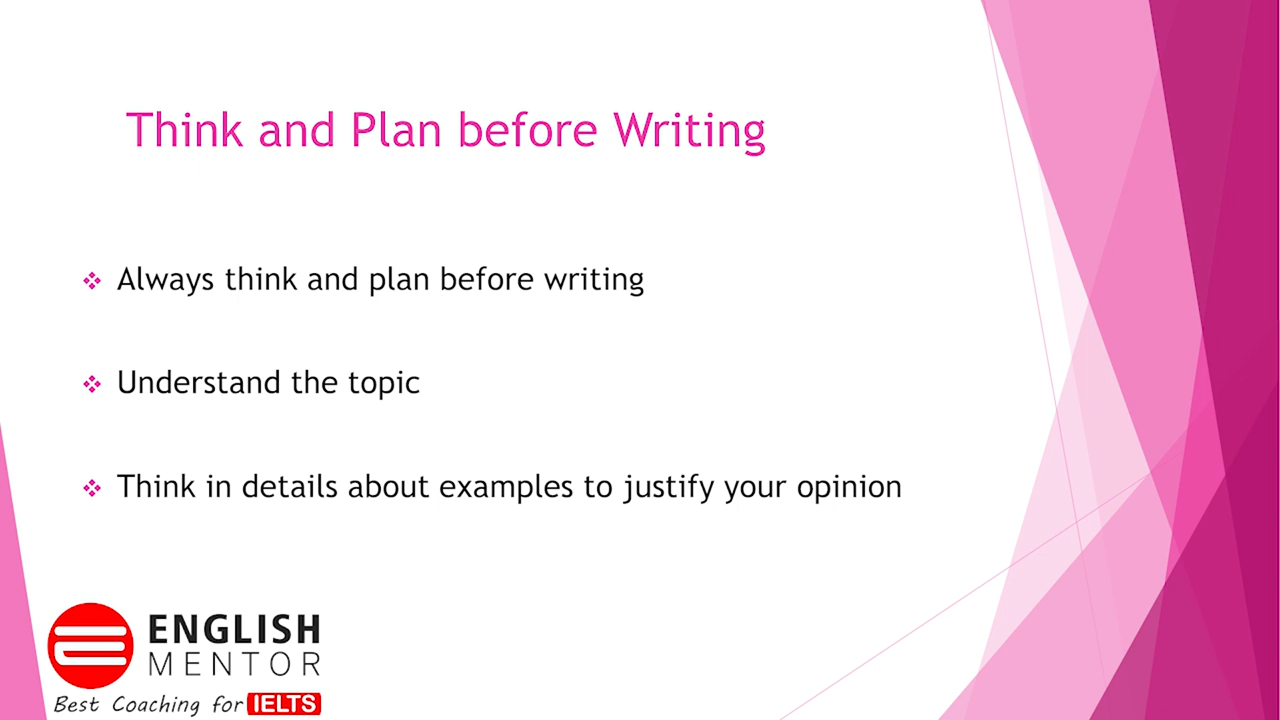 Think and Plan before Writing
Always think and plan before writing
Understand the topic
Think in details about examples to justify your opinion
ENGLISH
MENTOR
Best Coaching for IELTS